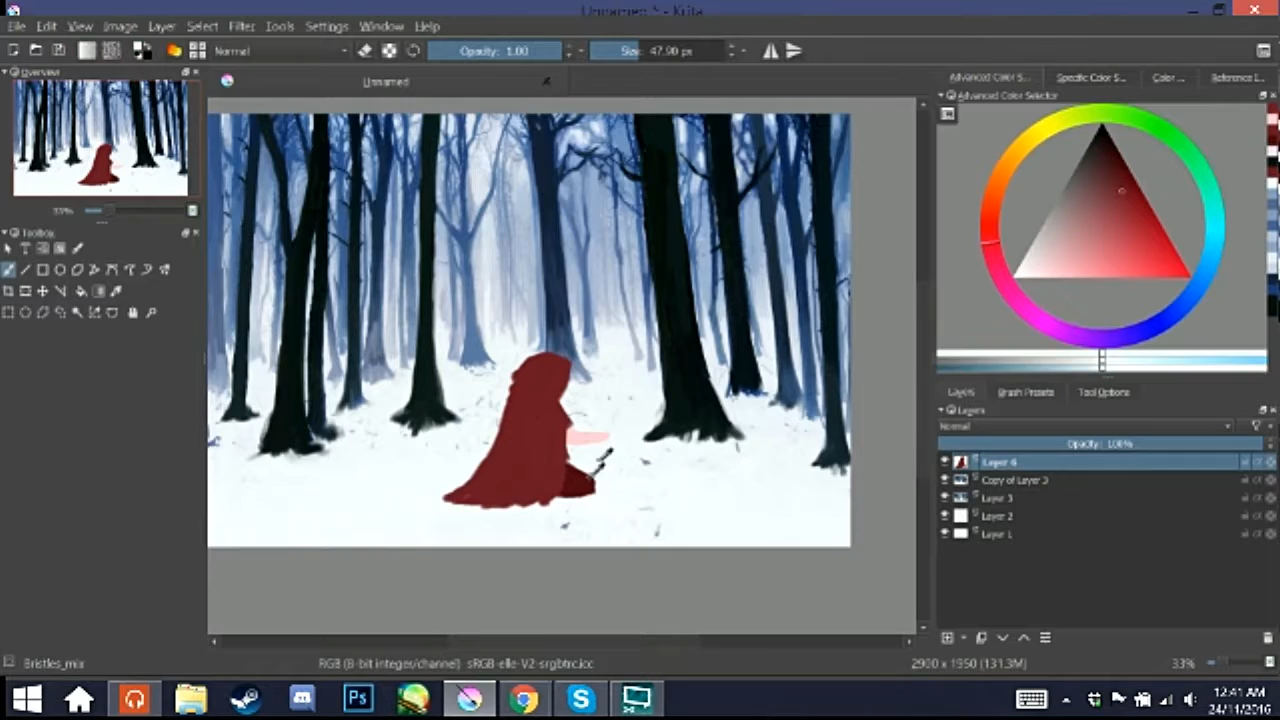 Unnamed * - Krita
File Edit View Image Layer Select Filter Tools Settings Window Help
Normal Opacity: 1.00 Size: 47.90 px
Overview
Unnamed
Advanced Color S... Specific Color S... Color ... Reference I...
Advanced Color Selector
33%
Toolbox
Layers Brush Presets Tool Options
Layers
Normal
Opacity: 100%
Layer 6
Copy of Layer 3
Layer 3
Layer 2
Layer 1
Bristles_mix RGB (8-bit integer/channel) sRGB-elle-V2-srgbtrc.icc 2900 x 1950 (131.3M) 33%
Ps
12:41 AM
24/11/2016